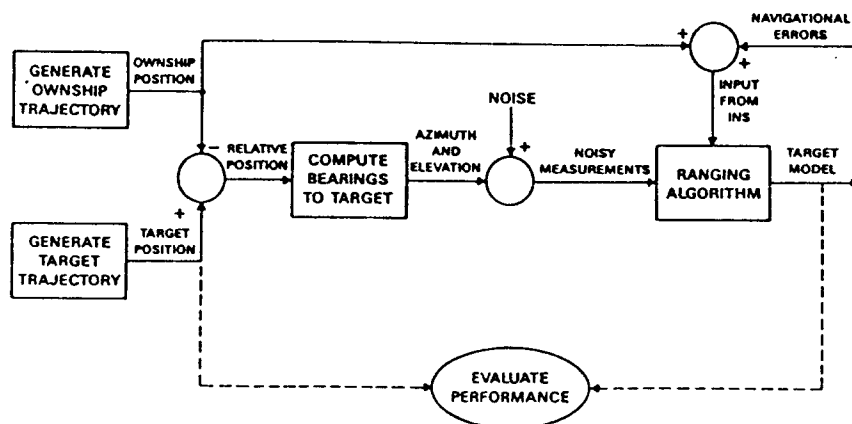 NAVIGATIONAL
ERRORS
+
+
GENERATE
OWNSHIP
TRAJECTORY
OWNSHIP
POSITION
+
INPUT
FROM
INS
NOISE
−
RELATIVE
POSITION
COMPUTE
BEARINGS
TO TARGET
AZIMUTH
AND
ELEVATION
+
+
NOISY
MEASUREMENTS
RANGING
ALGORITHM
TARGET
MODEL
+
GENERATE
TARGET
TRAJECTORY
TARGET
POSITION
EVALUATE
PERFORMANCE